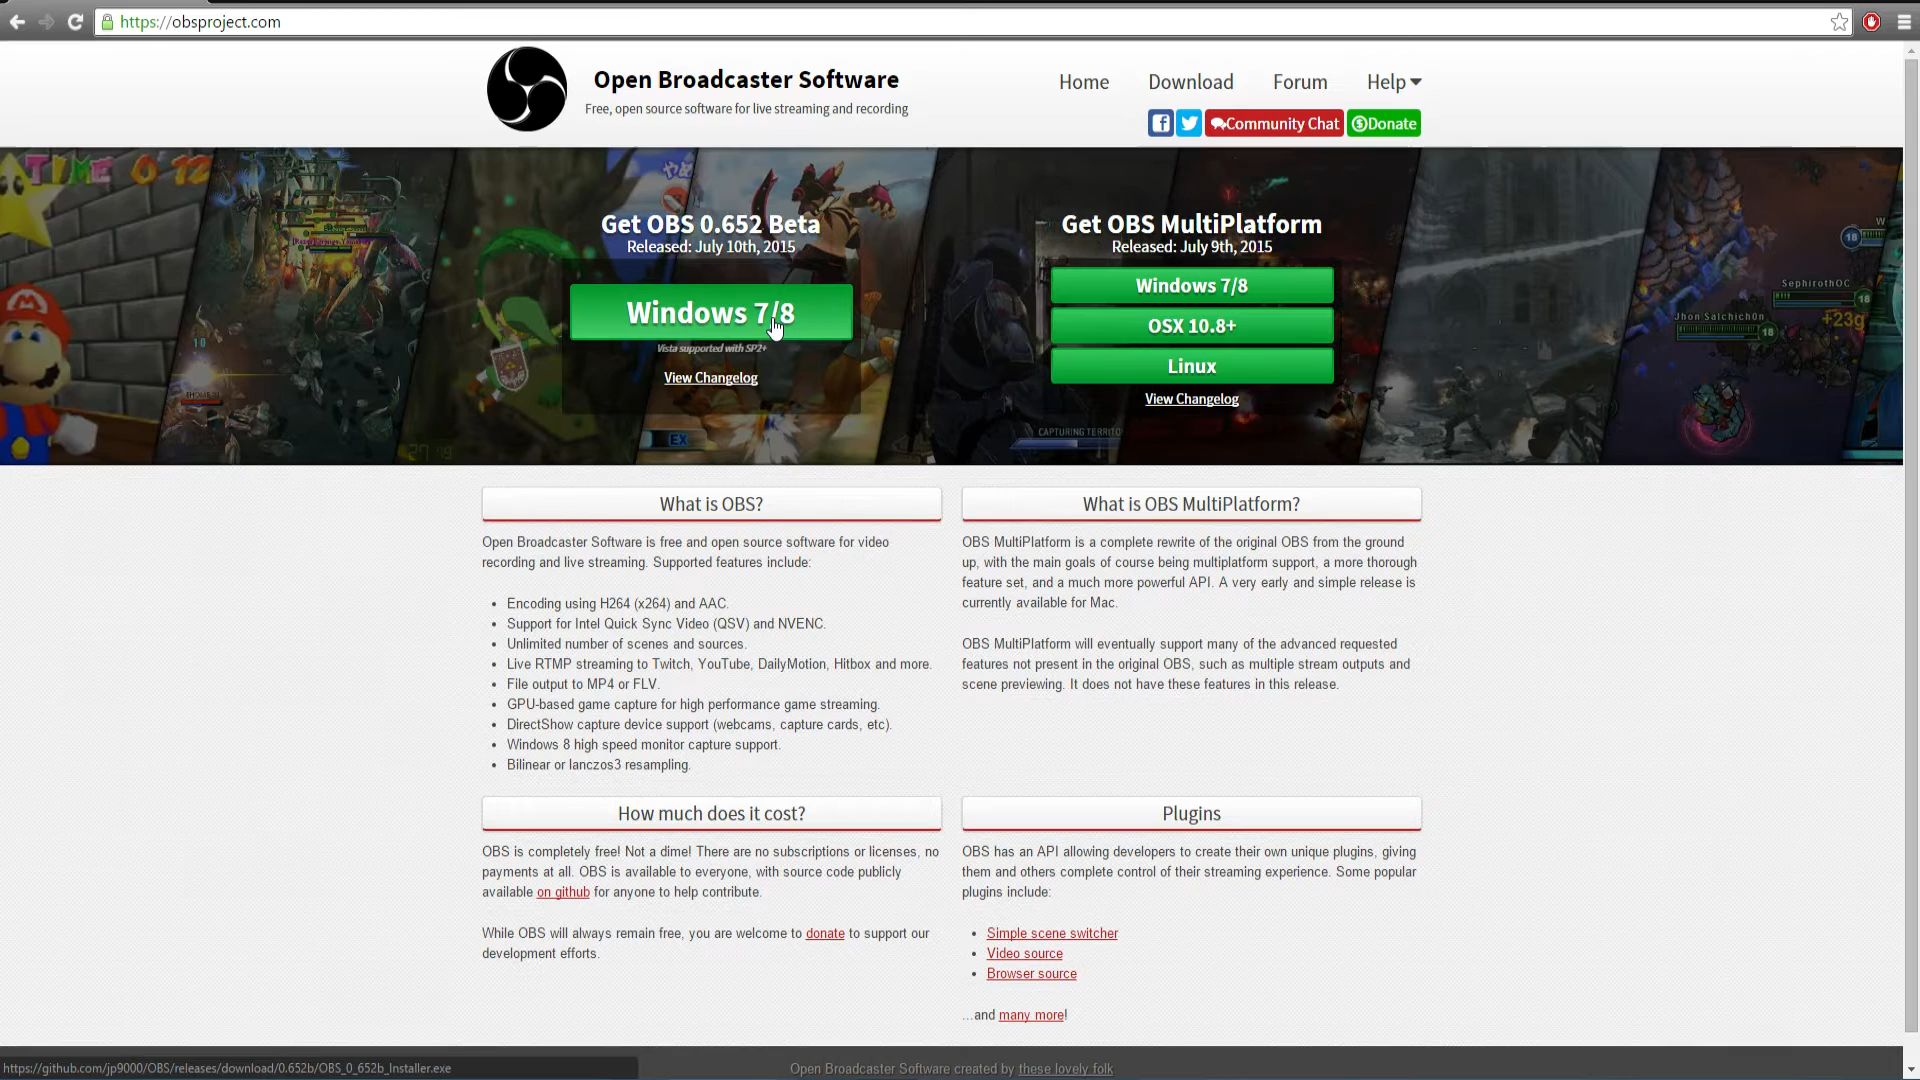 https://obsproject.com
Open Broadcaster Software
Free, open source software for live streaming and recording
Home Download Forum Help
Community Chat Donate
TIME 0'12
Get OBS 0.652 Beta
Released: July 10th, 2015
Windows 7/8
Vista supported with SP2+
View Changelog
EX
Get OBS MultiPlatform
Released: July 9th, 2015
Windows 7/8
OSX 10.8+
Linux
View Changelog
CAPTURING TERRITO
10
W
18
SephirothOC
18
Jhon Salchich0n
18
+23g
What is OBS?
Open Broadcaster Software is free and open source software for video
recording and live streaming. Supported features include:
• Encoding using H264 (x264) and AAC.
• Support for Intel Quick Sync Video (QSV) and NVENC.
• Unlimited number of scenes and sources.
• Live RTMP streaming to Twitch, YouTube, DailyMotion, Hitbox and more.
• File output to MP4 or FLV.
• GPU-based game capture for high performance game streaming.
• DirectShow capture device support (webcams, capture cards, etc).
• Windows 8 high speed monitor capture support.
• Bilinear or lanczos3 resampling.
What is OBS MultiPlatform?
OBS MultiPlatform is a complete rewrite of the original OBS from the ground
up, with the main goals of course being multiplatform support, a more thorough
feature set, and a much more powerful API. A very early and simple release is
currently available for Mac.
OBS MultiPlatform will eventually support many of the advanced requested
features not present in the original OBS, such as multiple stream outputs and
scene previewing. It does not have these features in this release.
How much does it cost?
OBS is completely free! Not a dime! There are no subscriptions or licenses, no
payments at all. OBS is available to everyone, with source code publicly
available on github for anyone to help contribute.
While OBS will always remain free, you are welcome to donate to support our
development efforts.
Plugins
OBS has an API allowing developers to create their own unique plugins, giving
them and others complete control of their streaming experience. Some popular
plugins include:
• Simple scene switcher
• Video source
• Browser source
...and many more!
https://github.com/jp9000/OBS/releases/download/0.652b/OBS_0_652b_Installer.exe
Open Broadcaster Software created by these lovely folk